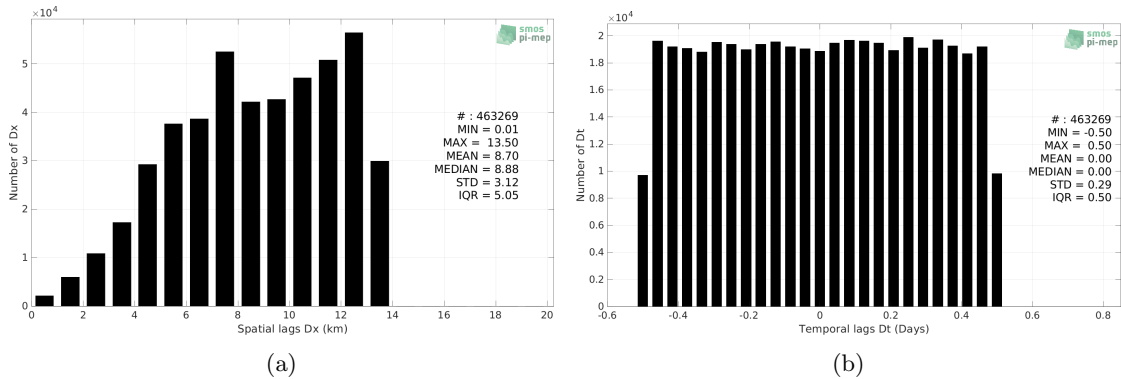 ×10⁴
5
4
3
2
1
0
Number of Dx
smos
pi-mep
# : 463269
MIN = 0.01
MAX = 13.50
MEAN = 8.70
MEDIAN = 8.88
STD = 3.12
IQR = 5.05
0 2 4 6 8 10 12 14 16 18 20
Spatial lags Dx (km)
(a)
×10⁴
2
1.8
1.6
1.4
1.2
1
0.8
0.6
0.4
0.2
0
Number of Dt
smos
pi-mep
# : 463269
MIN = -0.50
MAX = 0.50
MEAN = 0.00
MEDIAN = 0.00
STD = 0.29
IQR = 0.50
-0.6 -0.4 -0.2 0 0.2 0.4 0.6 0.8
Temporal lags Dt (Days)
(b)